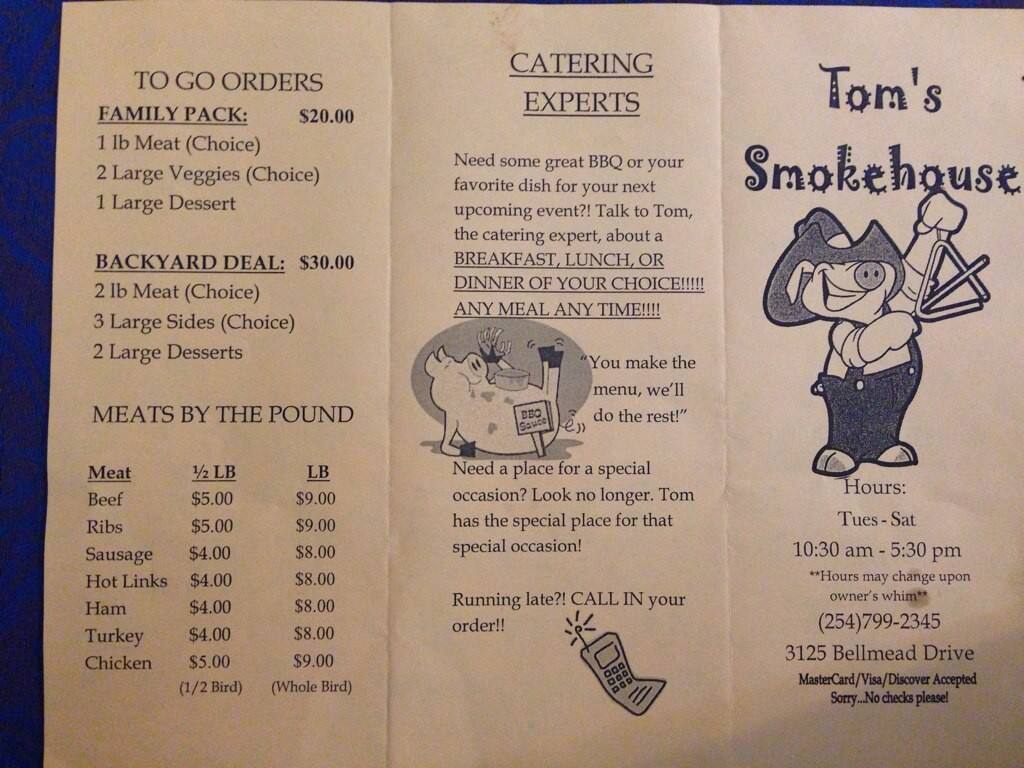 TO GO ORDERS
FAMILY PACK: $20.00
1 lb Meat (Choice)
2 Large Veggies (Choice)
1 Large Dessert
BACKYARD DEAL: $30.00
2 lb Meat (Choice)
3 Large Sides (Choice)
2 Large Desserts
MEATS BY THE POUND
Meat ½ LB LB
Beef $5.00 $9.00
Ribs $5.00 $9.00
Sausage $4.00 $8.00
Hot Links $4.00 $8.00
Ham $4.00 $8.00
Turkey $4.00 $8.00
Chicken $5.00 $9.00
(1/2 Bird) (Whole Bird)
CATERING
EXPERTS
Need some great BBQ or your
favorite dish for your next
upcoming event?! Talk to Tom,
the catering expert, about a
BREAKFAST, LUNCH, OR
DINNER OF YOUR CHOICE!!!!!
ANY MEAL ANY TIME!!!!
"You make the
menu, we'll
do the rest!"
BBQ
Sauce
Need a place for a special
occasion? Look no longer. Tom
has the special place for that
special occasion!
Running late?! CALL IN your
order!!
Tom's
Smokehouse
Hours:
Tues - Sat
10:30 am - 5:30 pm
**Hours may change upon
owner's whim**
(254)799-2345
3125 Bellmead Drive
MasterCard/Visa/Discover Accepted
Sorry...No checks please!